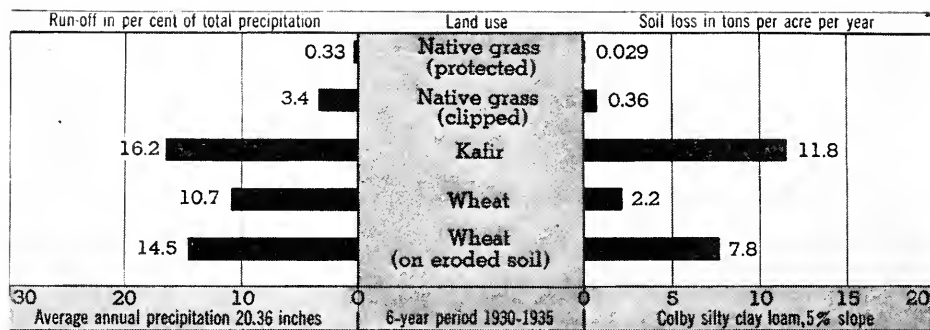 Run-off in per cent of total precipitation Land use Soil loss in tons per acre per year
0.33 Native grass 0.029
(protected)
3.4 Native grass 0.36
(clipped)
16.2 Kafir 11.8
10.7 Wheat 2.2
14.5 Wheat 7.8
(on eroded soil)
30 20 10 0 0 5 10 15 20
Average annual precipitation 20.36 inches 6-year period 1930-1935 Colby silty clay loam, 5% slope